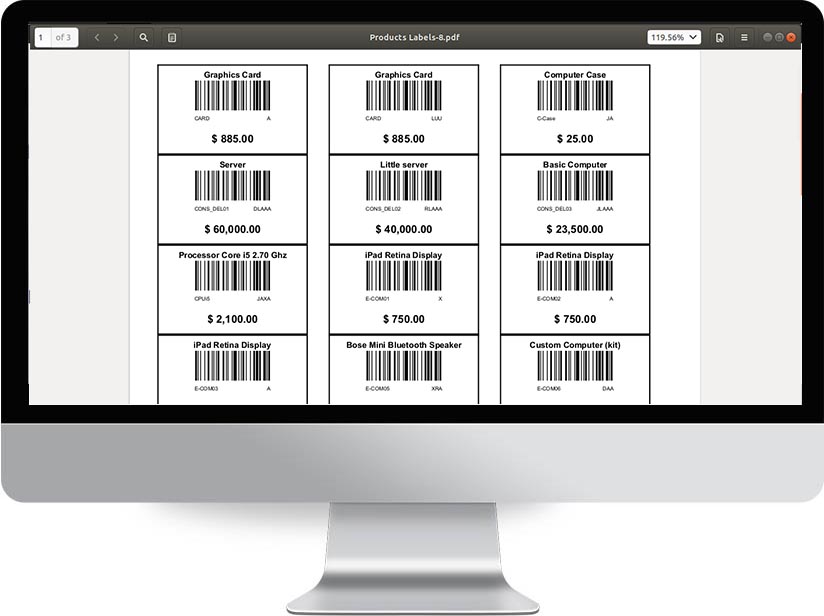 1 of 3
Products Labels-8.pdf
119.56%
Graphics Card
CARD A
$ 885.00
Graphics Card
CARD LUU
$ 885.00
Computer Case
C-Case JA
$ 25.00
Server
CONS_DEL01 DLAAA
$ 60,000.00
Little server
CONS_DEL02 RLAAA
$ 40,000.00
Basic Computer
CONS_DEL03 JLAAA
$ 23,500.00
Processor Core i5 2.70 Ghz
CPUi5 JAXA
$ 2,100.00
iPad Retina Display
E-COM01 X
$ 750.00
iPad Retina Display
E-COM02 A
$ 750.00
iPad Retina Display
E-COM03 A
Bose Mini Bluetooth Speaker
E-COM05 XRA
Custom Computer (kit)
E-COM06 DAA